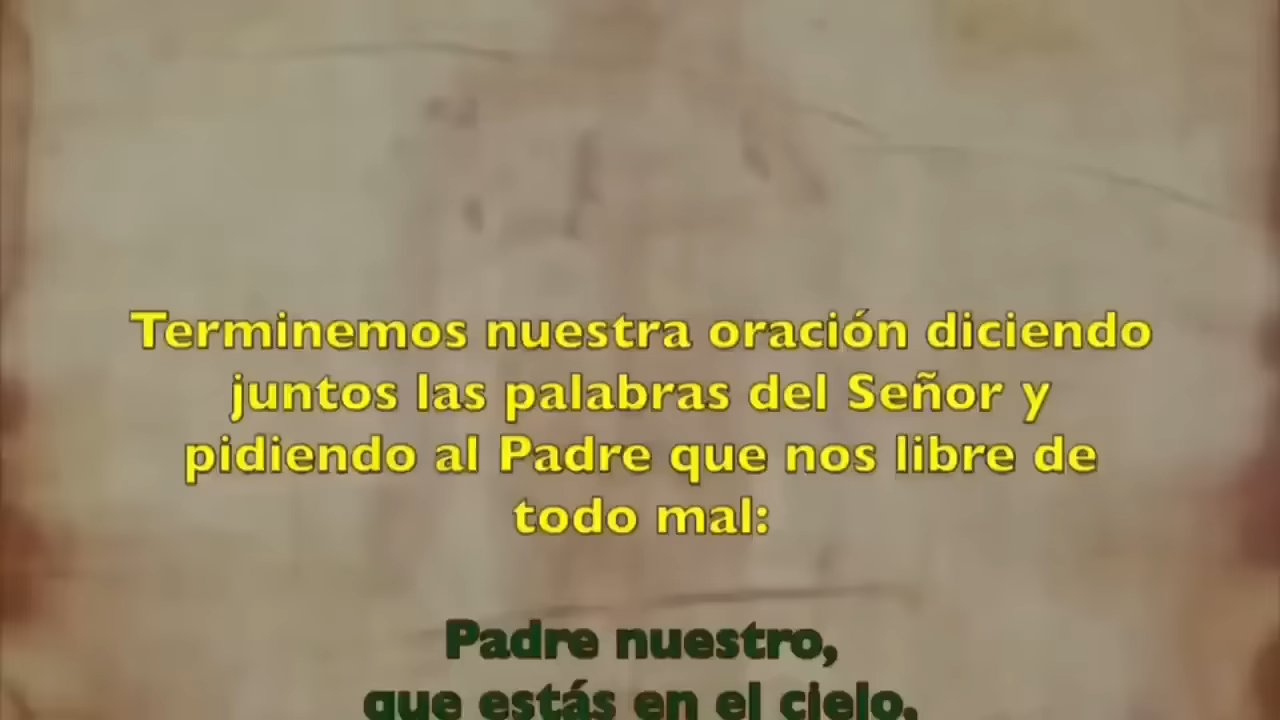 Terminemos nuestra oración diciendo
juntos las palabras del Señor y
pidiendo al Padre que nos libre de
todo mal:
Padre nuestro,
que estás en el cielo,